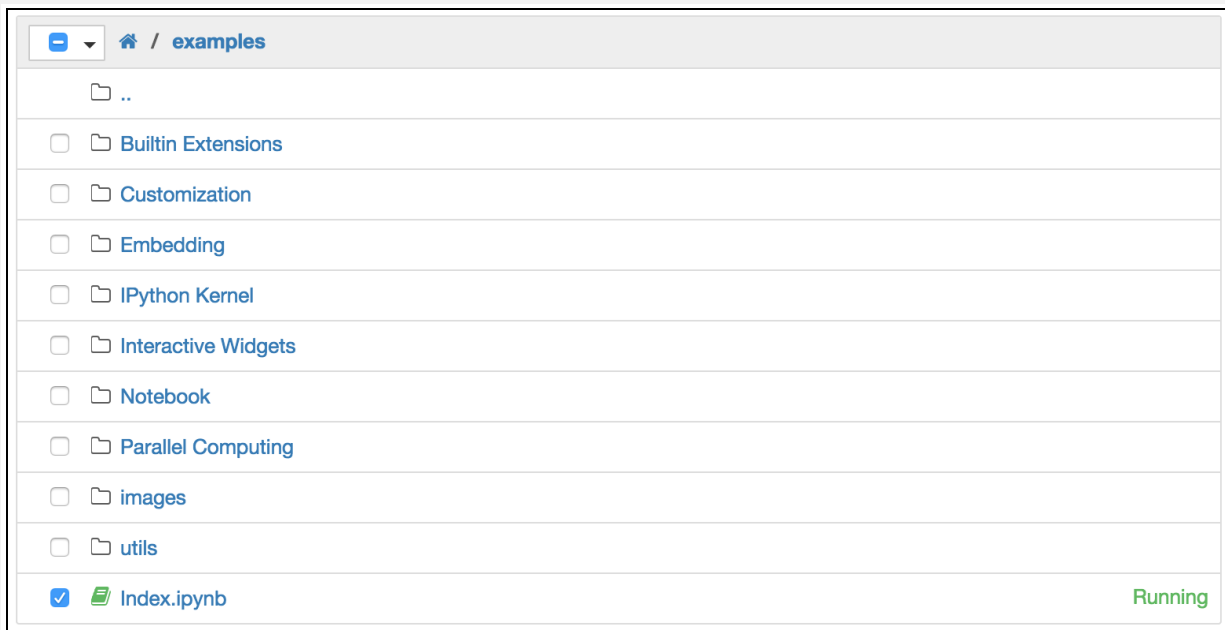 / examples
..
Builtin Extensions
Customization
Embedding
IPython Kernel
Interactive Widgets
Notebook
Parallel Computing
images
utils
Index.ipynb Running